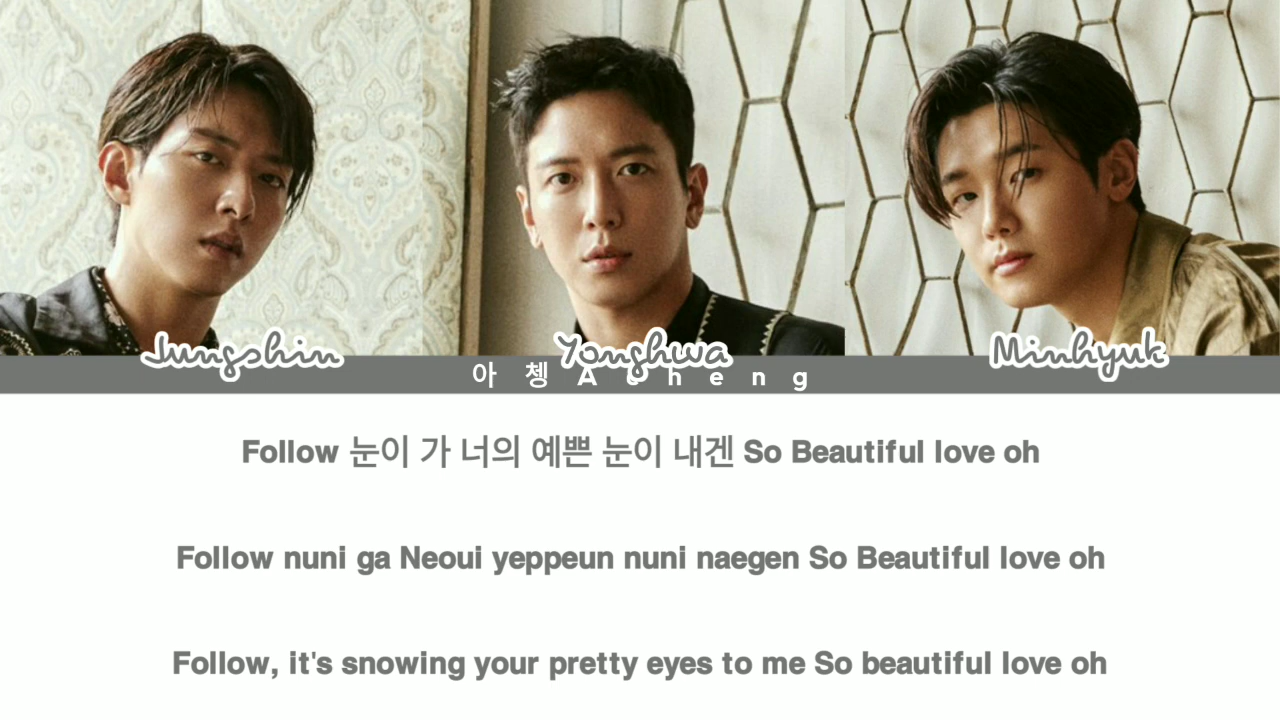 Jungshin Yonghwa Minhyuk
아 쳉 A c h e n g
Follow 눈이 가 너의 예쁜 눈이 내겐 So Beautiful love oh
Follow nuni ga Neoui yeppeun nuni naegen So Beautiful love oh
Follow, it's snowing your pretty eyes to me So beautiful love oh